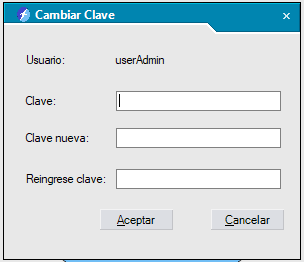 Cambiar Clave
Usuario: userAdmin
Clave:
Clave nueva:
Reingrese clave:
Aceptar Cancelar